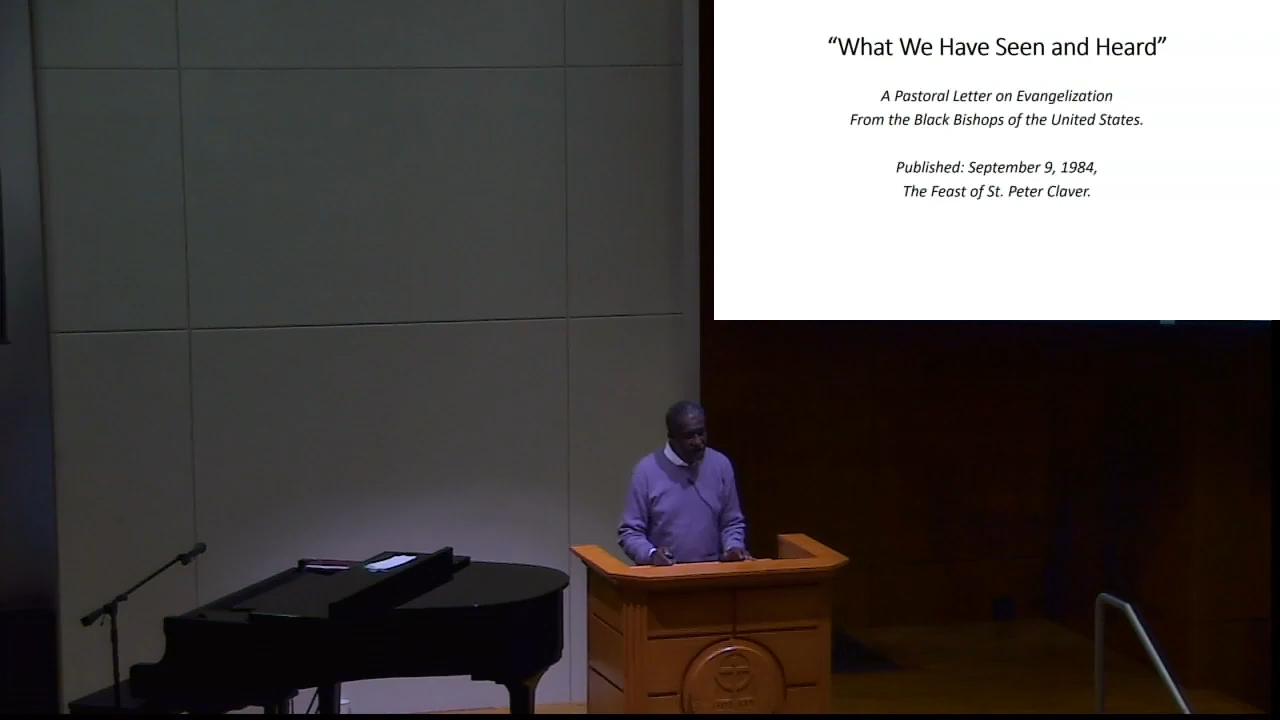 “What We Have Seen and Heard”
A Pastoral Letter on Evangelization
From the Black Bishops of the United States.
Published: September 9, 1984,
The Feast of St. Peter Claver.